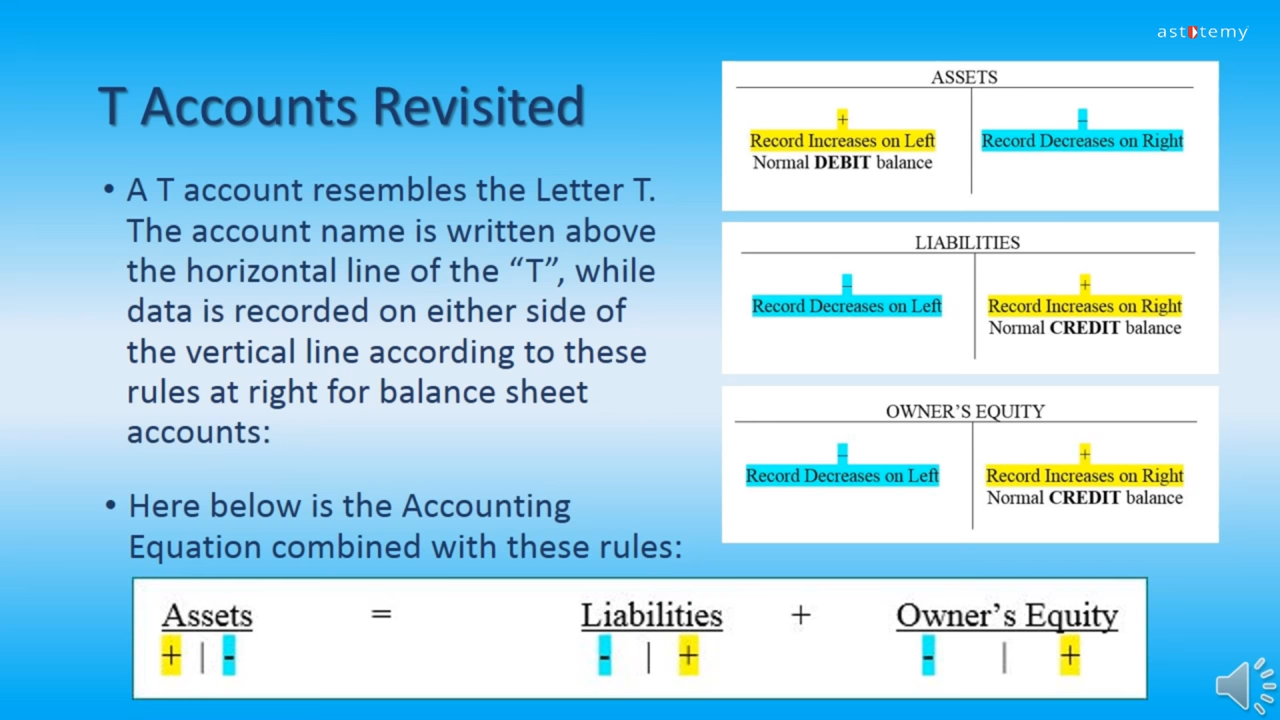 astotemy
T Accounts Revisited
• A T account resembles the Letter T.
The account name is written above
the horizontal line of the “T”, while
data is recorded on either side of
the vertical line according to these
rules at right for balance sheet
accounts:
• Here below is the Accounting
Equation combined with these rules:
ASSETS
+
Record Increases on Left
Normal DEBIT balance
–
Record Decreases on Right
LIABILITIES
–
Record Decreases on Left
+
Record Increases on Right
Normal CREDIT balance
OWNER’S EQUITY
–
Record Decreases on Left
+
Record Increases on Right
Normal CREDIT balance
Assets = Liabilities + Owner’s Equity
+ | - - | + - | +